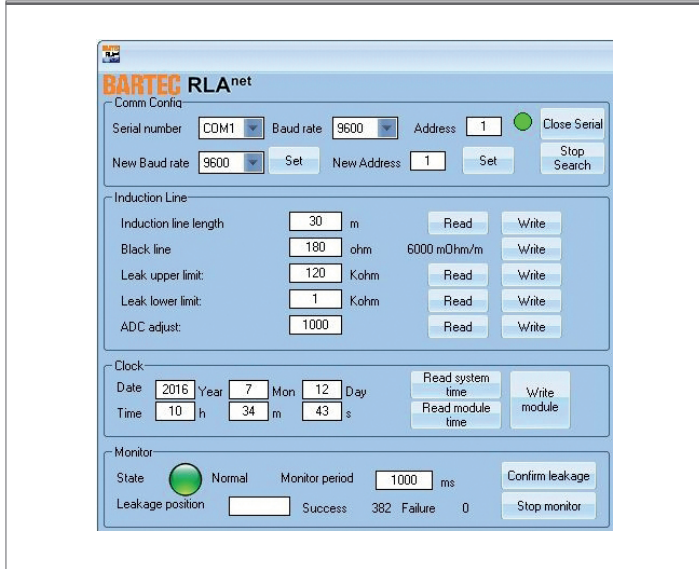 BARTEC RLAnet
Comm Config
Serial number COM1 Baud rate 9600 Address 1 Close Serial
New Baud rate 9600 Set New Address 1 Set Stop Search
Induction Line
Induction line length 30 m Read Write
Black line 180 ohm 6000 mOhm/m Write
Leak upper limit: 120 Kohm Read Write
Leak lower limit: 1 Kohm Read Write
ADC adjust: 1000 Read Write
Clock
Date 2016 Year 7 Mon 12 Day Read system time Write module
Time 10 h 34 m 43 s Read module time
Monitor
State Normal Monitor period 1000 ms Confirm leakage
Leakage position Success 382 Failure 0 Stop monitor